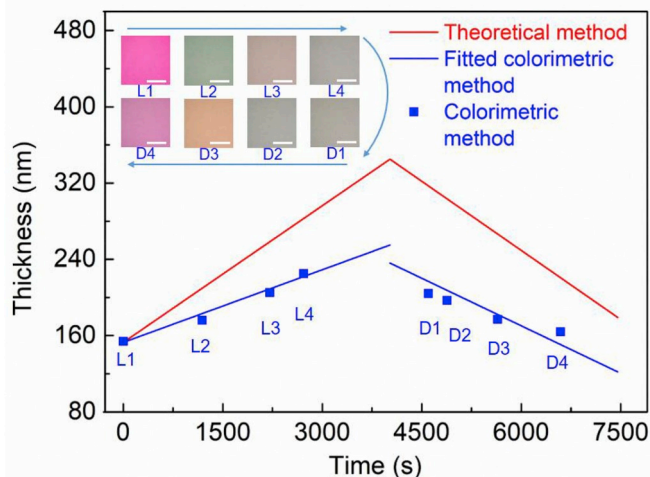 480
400
320
240
160
80
0
1500
3000
4500
6000
7500
Thickness (nm)
Time (s)
Theoretical method
Fitted colorimetric
method
Colorimetric
method
L1 L2 L3 L4
D4 D3 D2 D1
L1
L2
L3
L4
D1
D2
D3
D4